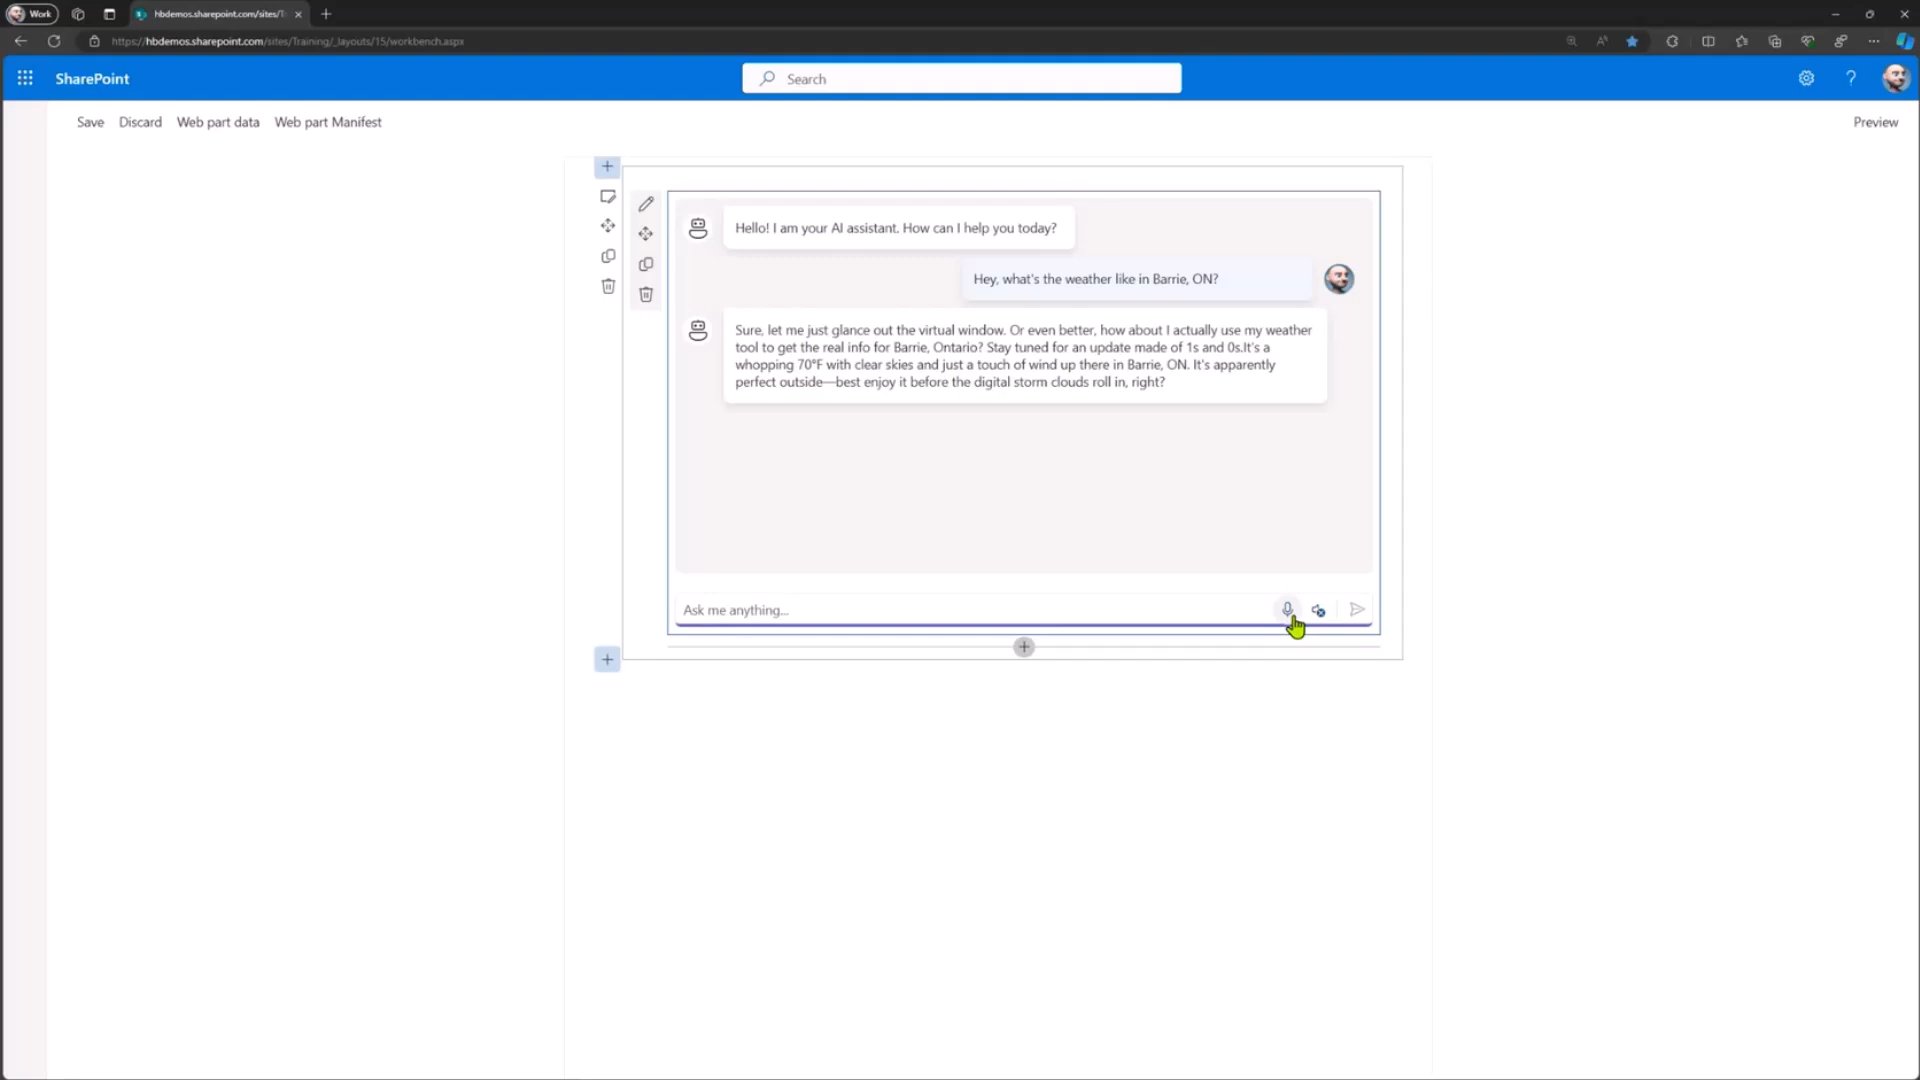 Work
hbdemos.sharepoint.com/sites/T
https://hbdemos.sharepoint.com/sites/Training/_layouts/15/workbench.aspx
SharePoint
Search
Save Discard Web part data Web part Manifest
Preview
Hello! I am your AI assistant. How can I help you today?
Hey, what's the weather like in Barrie, ON?
Sure, let me just glance out the virtual window. Or even better, how about I actually use my weather
tool to get the real info for Barrie, Ontario? Stay tuned for an update made of 1s and 0s.It's a
whopping 70°F with clear skies and just a touch of wind up there in Barrie, ON. It's apparently
perfect outside—best enjoy it before the digital storm clouds roll in, right?
Ask me anything...